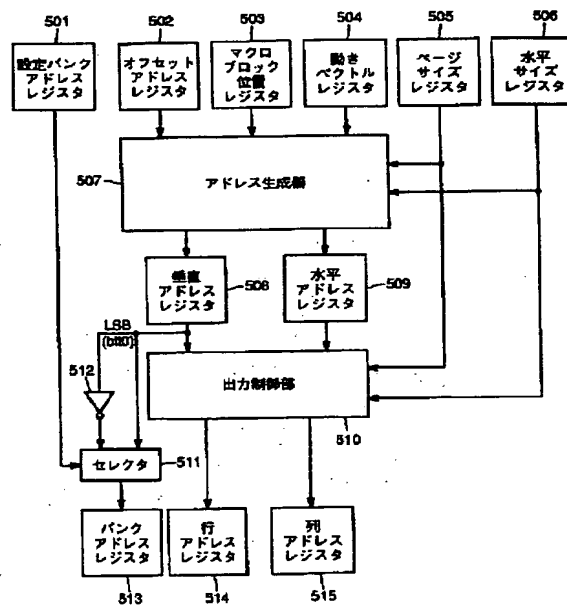 501
502
503
504
505
506
設定バンク
アドレス
レジスタ
オフセット
アドレス
レジスタ
マクロ
ブロック
位置
レジスタ
動き
ベクトル
レジスタ
ページ
サイズ
レジスタ
水平
サイズ
レジスタ
507
アドレス生成器
垂直
アドレス
レジスタ
508
水平
アドレス
レジスタ
509
LSB
(bit0)
512
出力制御部
510
セレクタ
511
バンク
アドレス
レジスタ
行
アドレス
レジスタ
列
アドレス
レジスタ
513
514
515